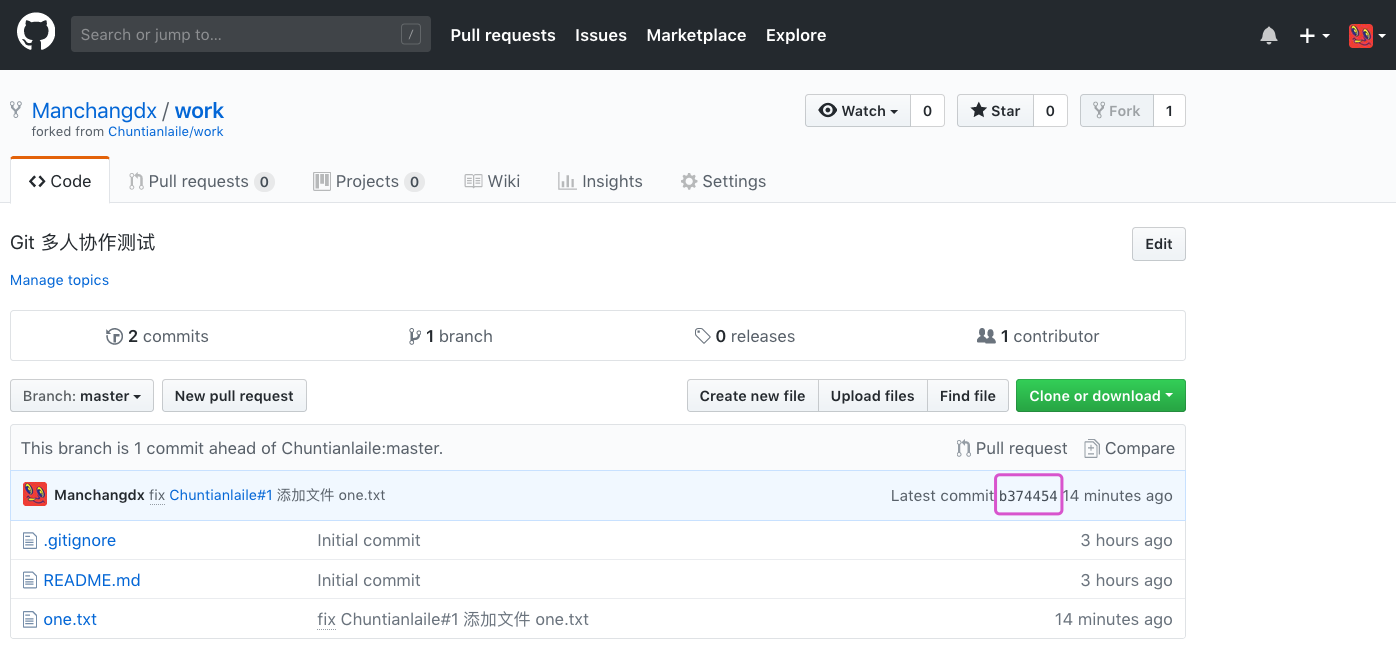 Search or jump to… / Pull requests Issues Marketplace Explore
Manchangdx / work
forked from Chuntianlaile/work
Watch 0 Star 0 Fork 1
Code Pull requests 0 Projects 0 Wiki Insights Settings
Git 多人协作测试 Edit
Manage topics
2 commits 1 branch 0 releases 1 contributor
Branch: master New pull request Create new file Upload files Find file Clone or download
This branch is 1 commit ahead of Chuntianlaile:master. Pull request Compare
Manchangdx fix Chuntianlaile#1 添加文件 one.txt Latest commit b374454 14 minutes ago
.gitignore Initial commit 3 hours ago
README.md Initial commit 3 hours ago
one.txt fix Chuntianlaile#1 添加文件 one.txt 14 minutes ago